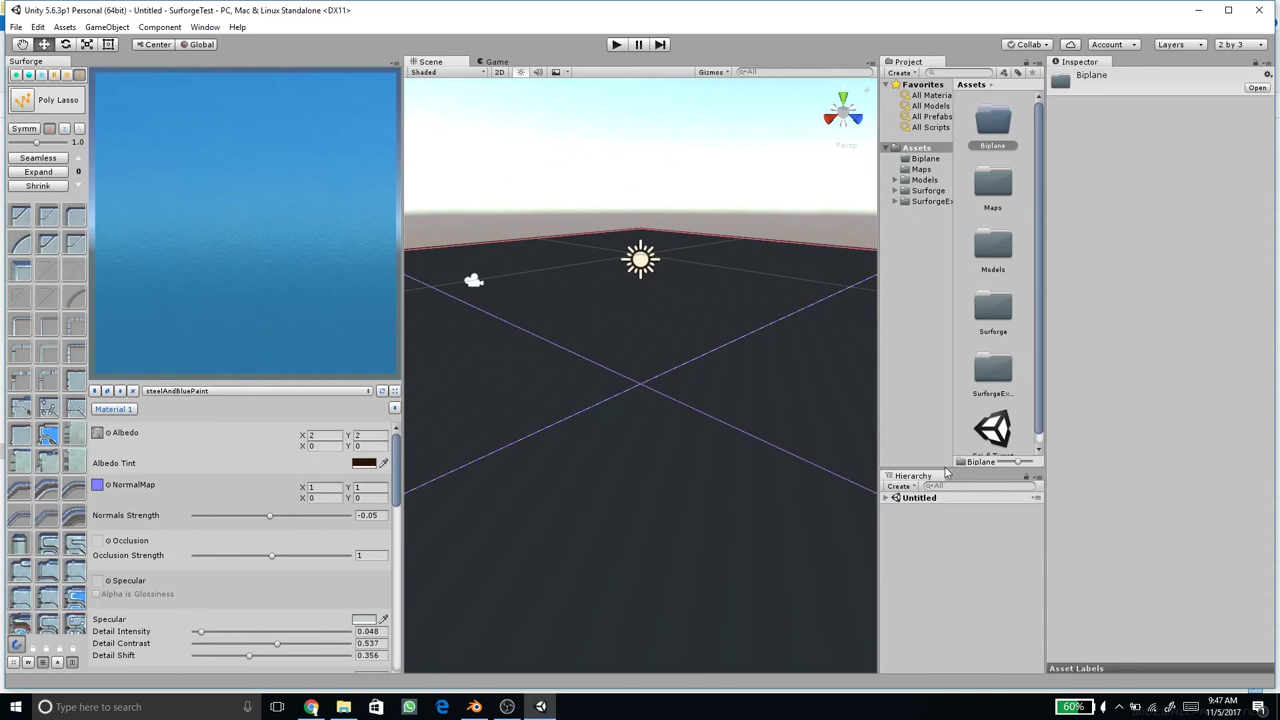 Unity 5.6.3p1 Personal (64bit) - Untitled - SurforgeTest - PC, Mac & Linux Standalone <DX11>
File Edit Assets GameObject Component Window Help
Center Global Collab Account Layers 2 by 3
Surforge Scene Game Project Inspector
Shaded 2D Gizmos All Create Biplane
Open
Favorites Assets
All Materia
All Models
All Prefabs
All Scripts
Poly Lasso
Symm 1.0
Seamless
Expand 0
Shrink
Persp
Assets
Biplane
Maps
Models
Surforge
SurforgeEx
Biplane
Maps
Models
Surforge
SurforgeEx...
Biplane
Hierarchy
Create All
Untitled
steelAndBluePaint
Material 1
Albedo X 2 Y 2
X 0 Y 0
Albedo Tint
NormalMap X 1 Y 1
X 0 Y 0
Normals Strength -0.05
Occlusion
Occlusion Strength 1
Specular
Alpha is Glossiness
Specular
Detail Intensity 0.048
Detail Contrast 0.537
Detail Shift 0.356
W A
Asset Labels
Type here to search 60% 9:47 AM
11/5/2017